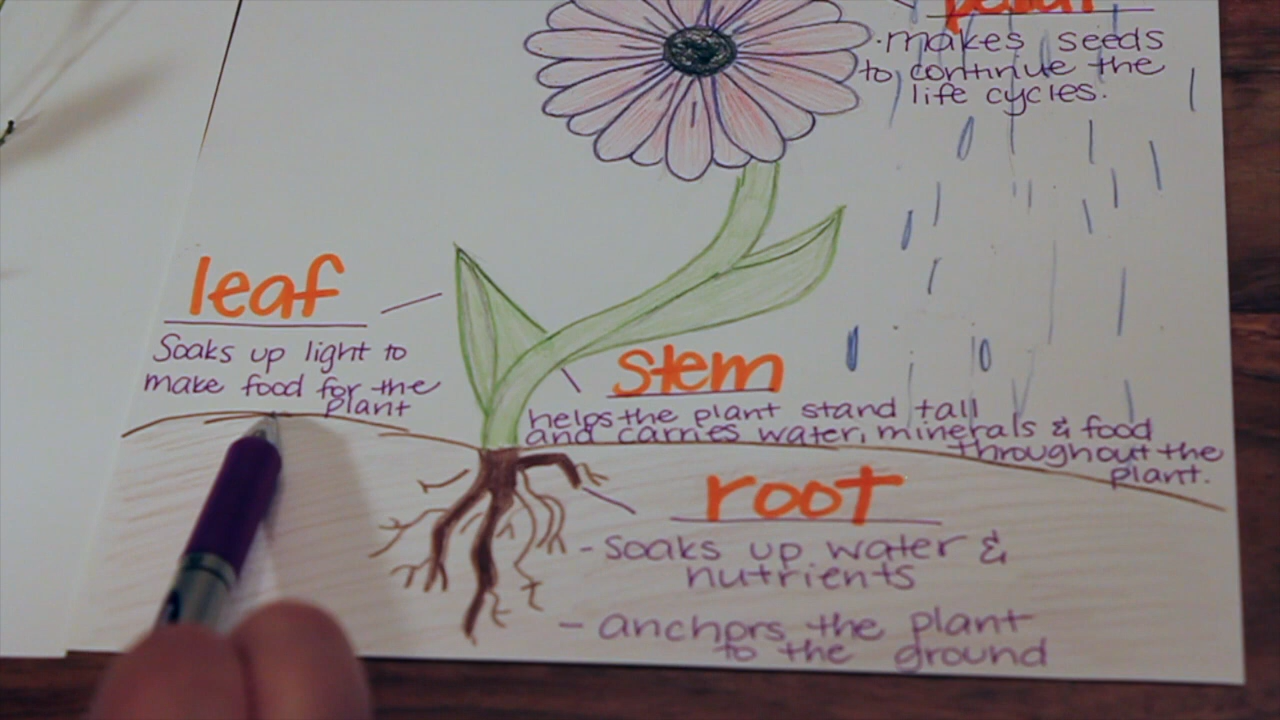 makes seeds
to continue the
life cycles.
leaf
Soaks up light to
make food for the
plant
stem
helps the plant stand tall
and carries water, minerals & food
throughout the
plant.
root
- soaks up water &
nutrients
- anchors the plant
to the ground